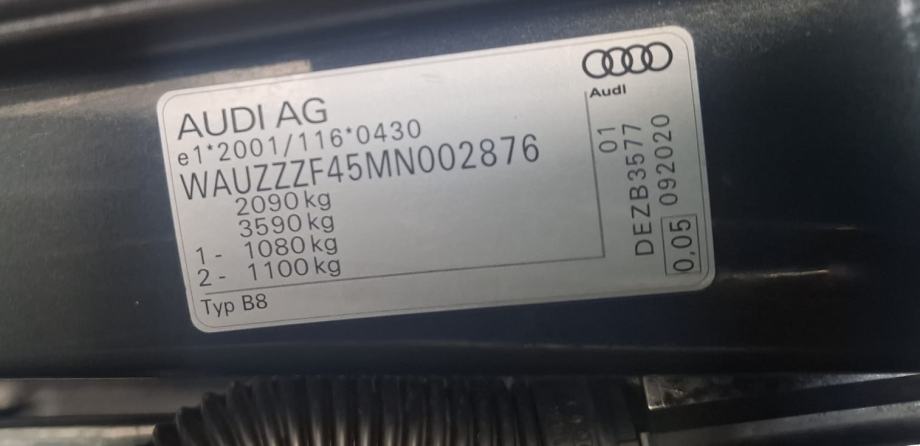 AUDI AG
e1*2001/116*0430
WAUZZZF45MN002876
2090 kg
3590 kg
1 - 1080 kg
2 - 1100 kg
Typ B8
Audi
01
DEZB3577
0,05 092020